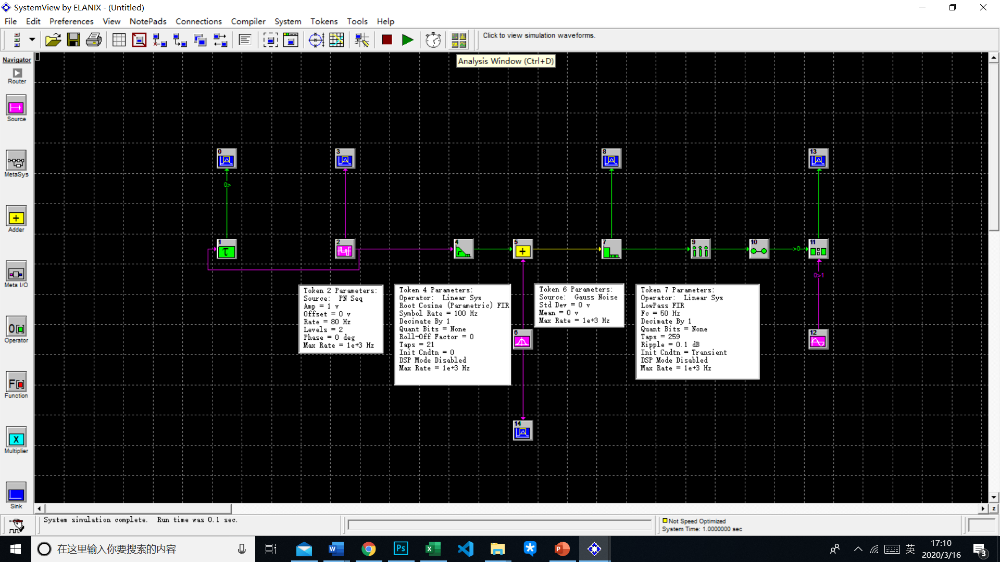 SystemView by ELANIX - (Untitled)
File Edit Preferences View NotePads Connections Compiler System Tokens Tools Help
Click to view simulation waveforms.
Analysis Window (Ctrl+D)
Navigator
Router
Source
MetaSys
Adder
Meta I/O
Operator
Function
Multiplier
Sink
0
3
8
13
0>
1
2
4
5
7
9
10
>0
11
0>1
Token 2 Parameters:
Source: PN Seq
Amp = 1 v
Offset = 0 v
Rate = 80 Hz
Levels = 2
Phase = 0 deg
Max Rate = 1e+3 Hz
Token 4 Parameters:
Operator: Linear Sys
Root Cosine (Parametric) FIR
Symbol Rate = 100 Hz
Decimate By 1
Quant Bits = None
Roll-Off Factor = 0
Taps = 21
Init Cndtn = 0
DSP Mode Disabled
Max Rate = 1e+3 Hz
Token 6 Parameters:
Source: Gauss Noise
Std Dev = 0 v
Mean = 0 v
Max Rate = 1e+3 Hz
Token 7 Parameters:
Operator: Linear Sys
LowPass FIR
Fc = 50 Hz
Decimate By 1
Quant Bits = None
Taps = 259
Ripple = 0.1 dB
Init Cndtn = Transient
DSP Mode Disabled
Max Rate = 1e+3 Hz
6
12
14
z
System simulation complete. Run time was 0.1 sec.
Not Speed Optimized
System Time: 1.0000000 sec
在这里输入你要搜索的内容
英
17:10
2020/3/16
3